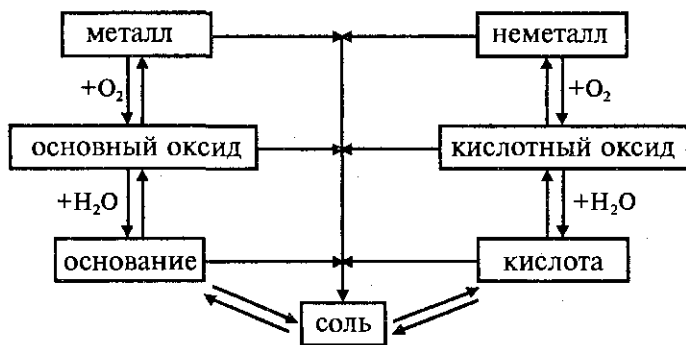 металл
неметалл
+O₂
+O₂
основный оксид
кислотный оксид
+H₂O
+H₂O
основание
кислота
соль